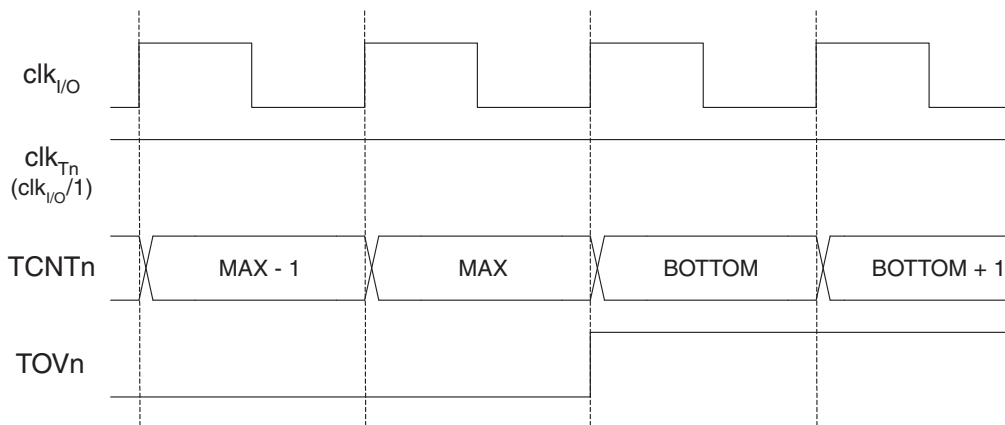 clkI/O
clkTn
(clkI/O/1)
TCNTn
MAX - 1
MAX
BOTTOM
BOTTOM + 1
TOVn